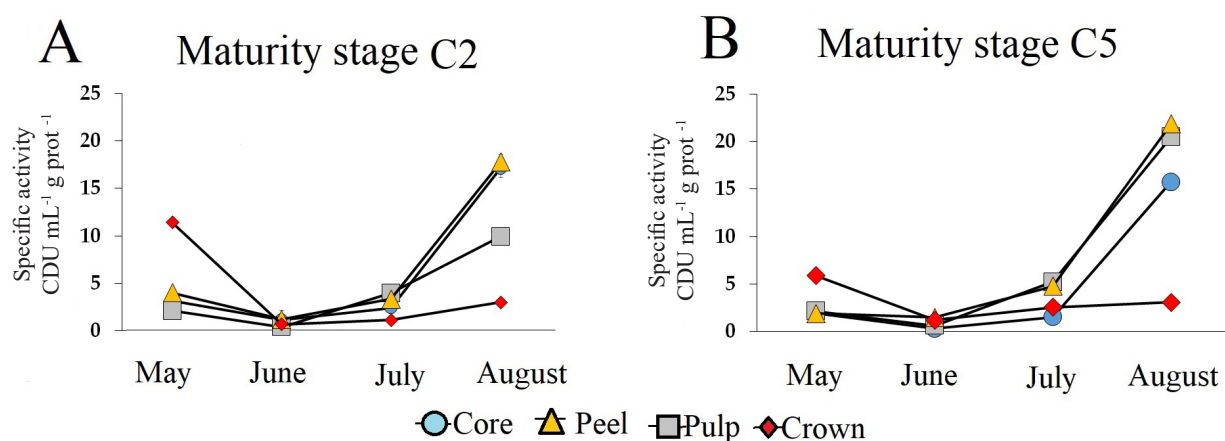 A
Maturity stage C2
Specific activity
CDU mL⁻¹ g prot ⁻¹
25
20
15
10
5
0
May June July August
B
Maturity stage C5
Specific activity
CDU mL⁻¹ g prot ⁻¹
25
20
15
10
5
0
May June July August
Core Peel Pulp Crown